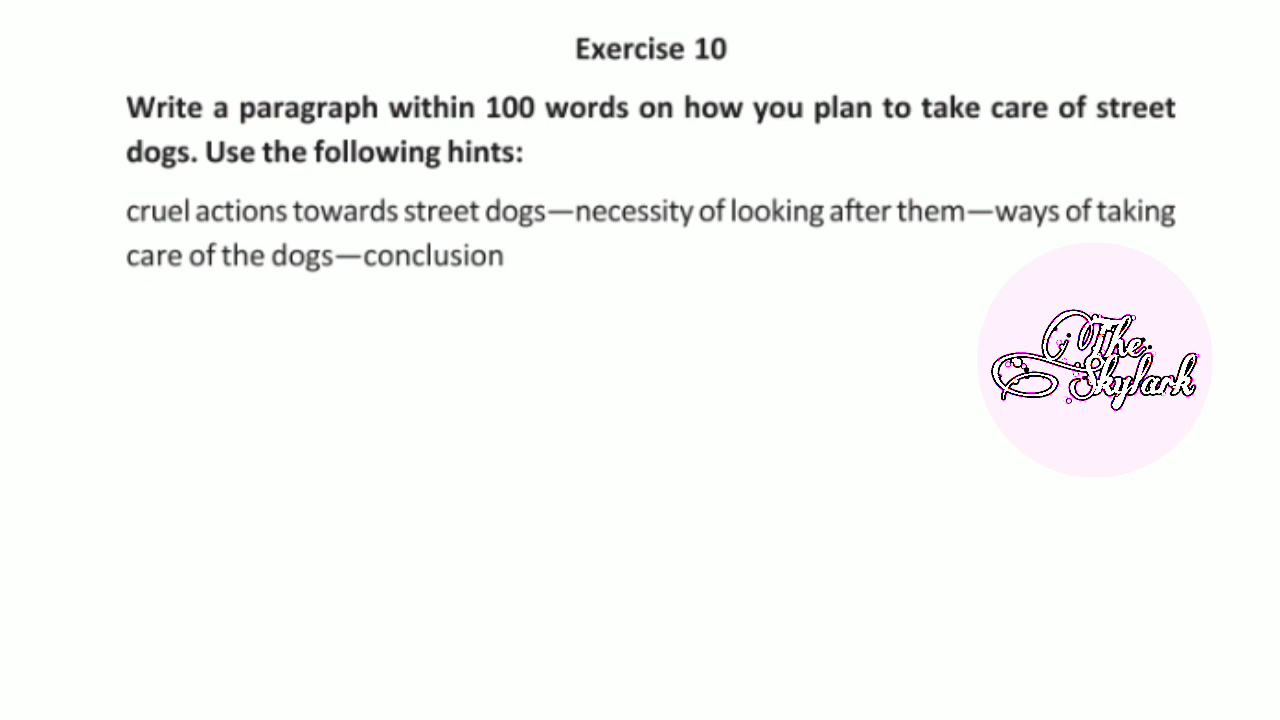 Exercise 10
Write a paragraph within 100 words on how you plan to take care of street
dogs. Use the following hints:
cruel actions towards street dogs—necessity of looking after them—ways of taking
care of the dogs—conclusion
The
Skylark